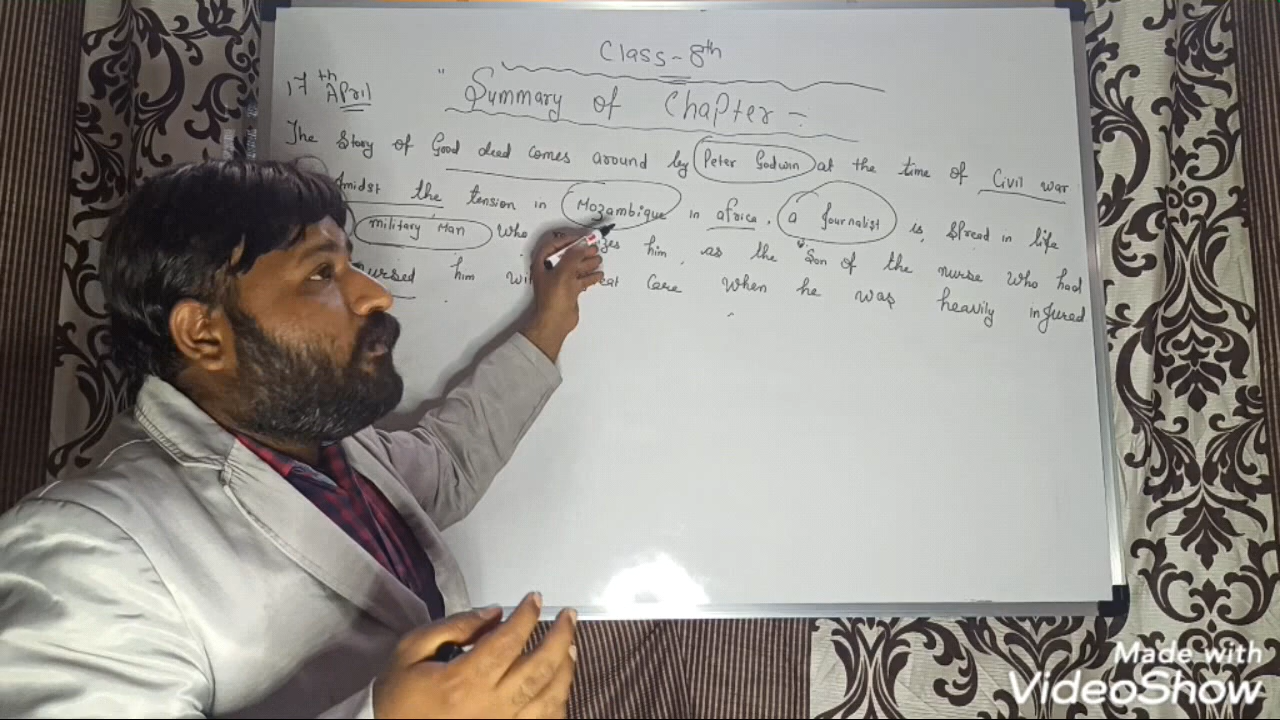 Class-8th
17th April
" Summary of Chapter :-
The Story of Good deed comes around by Peter Godwin at the time of Civil war
Amidst the tension in Mozambique in africa, a Journalist is spread in life
military man who him, as the son of the nurse who had
nursed him care when he was heavily injured
Made with
VideoShow